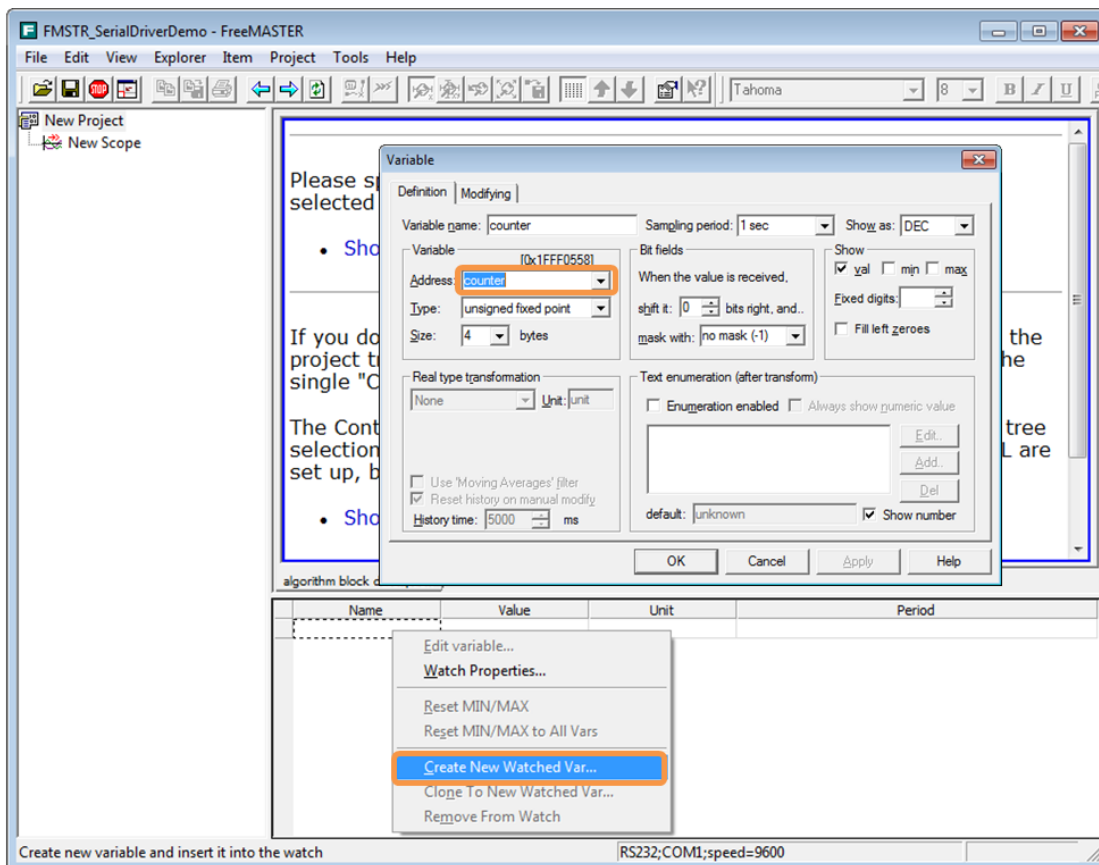 FMSTR_SerialDriverDemo - FreeMASTER
File Edit View Explorer Item Project Tools Help
STOP
Tahoma 8 B I U
New Project
New Scope
Please
selected
• Sho
If you do the
project tr he
single "C
The Cont tree
selection L are
set up, b
• Sho
algorithm block
Variable
Definition Modifying
Variable name: counter Sampling period: 1 sec Show as: DEC
Variable
[0x1FFF0558]
Address: counter
Type: unsigned fixed point
Size: 4 bytes
Bit fields
When the value is received,
shift it: 0 bits right, and..
mask with: no mask (-1)
Show
val min max
Fixed digits:
Fill left zeroes
Real type transformation
None Unit: unit
Use 'Moving Averages' filter
Reset history on manual modify
History time: 5000 ms
Text enumeration (after transform)
Enumeration enabled Always show numeric value
Edit..
Add..
Del
default: unknown Show number
OK Cancel Apply Help
Name Value Unit Period
Edit variable...
Watch Properties...
Reset MIN/MAX
Reset MIN/MAX to All Vars
Create New Watched Var...
Clone To New Watched Var...
Remove From Watch
Create new variable and insert it into the watch RS232;COM1;speed=9600